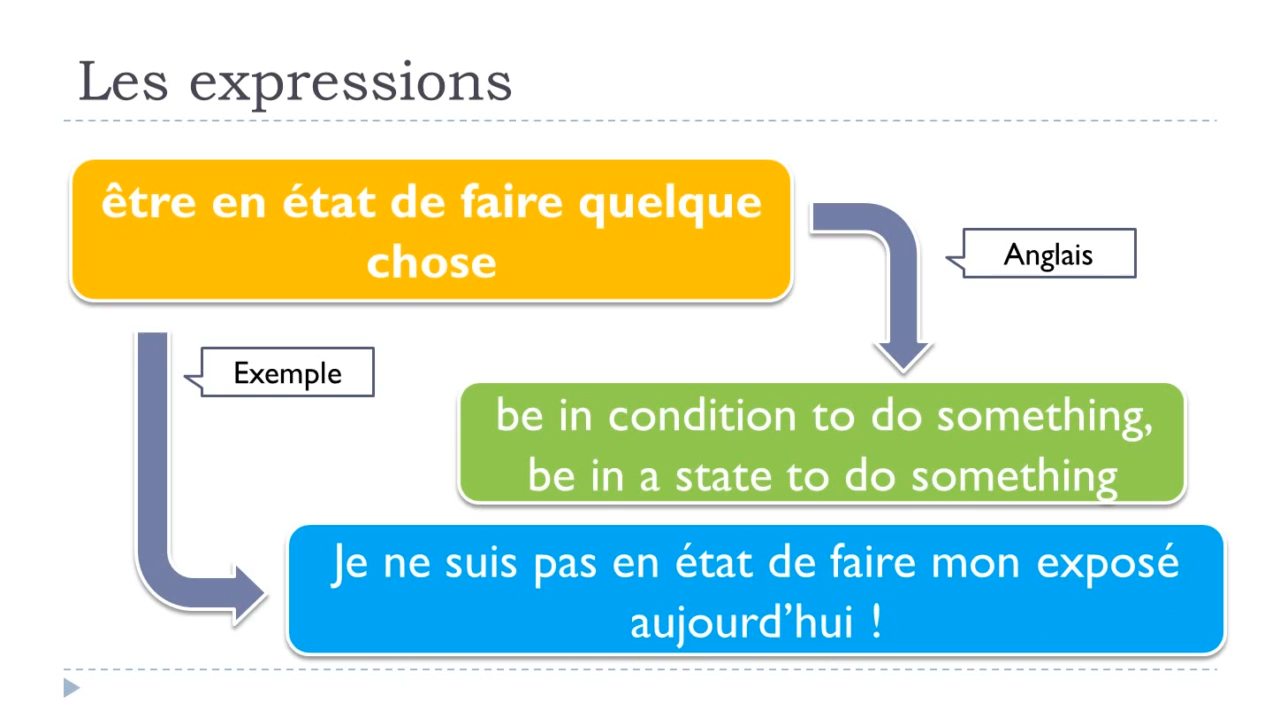 Les expressions
être en état de faire quelque
chose
Anglais
Exemple
be in condition to do something,
be in a state to do something
Je ne suis pas en état de faire mon exposé
aujourd’hui !